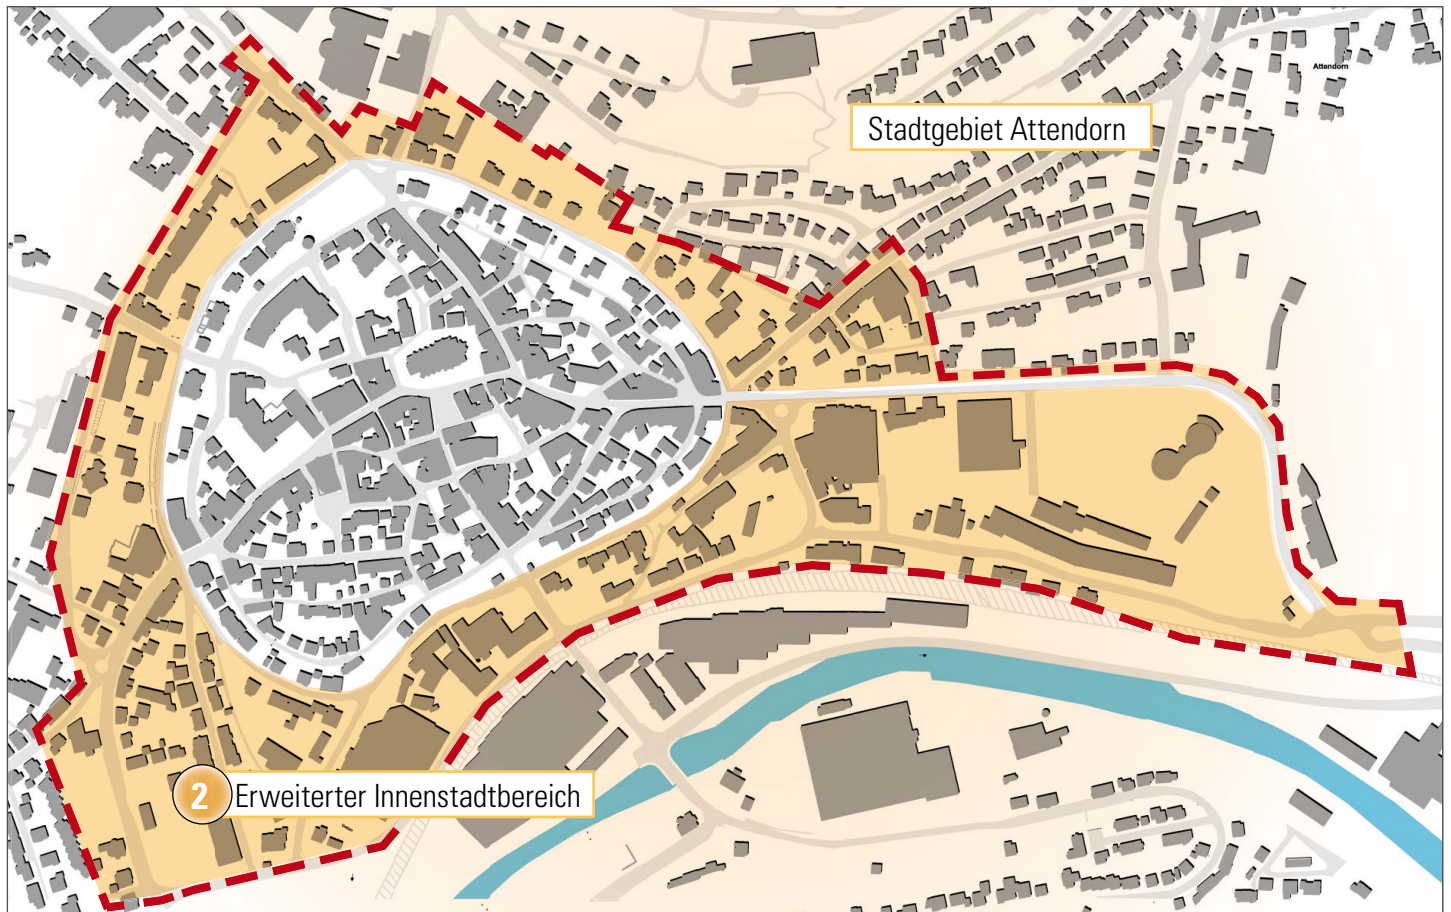 Attendorn
Stadtgebiet Attendorn
2 Erweiterter Innenstadtbereich